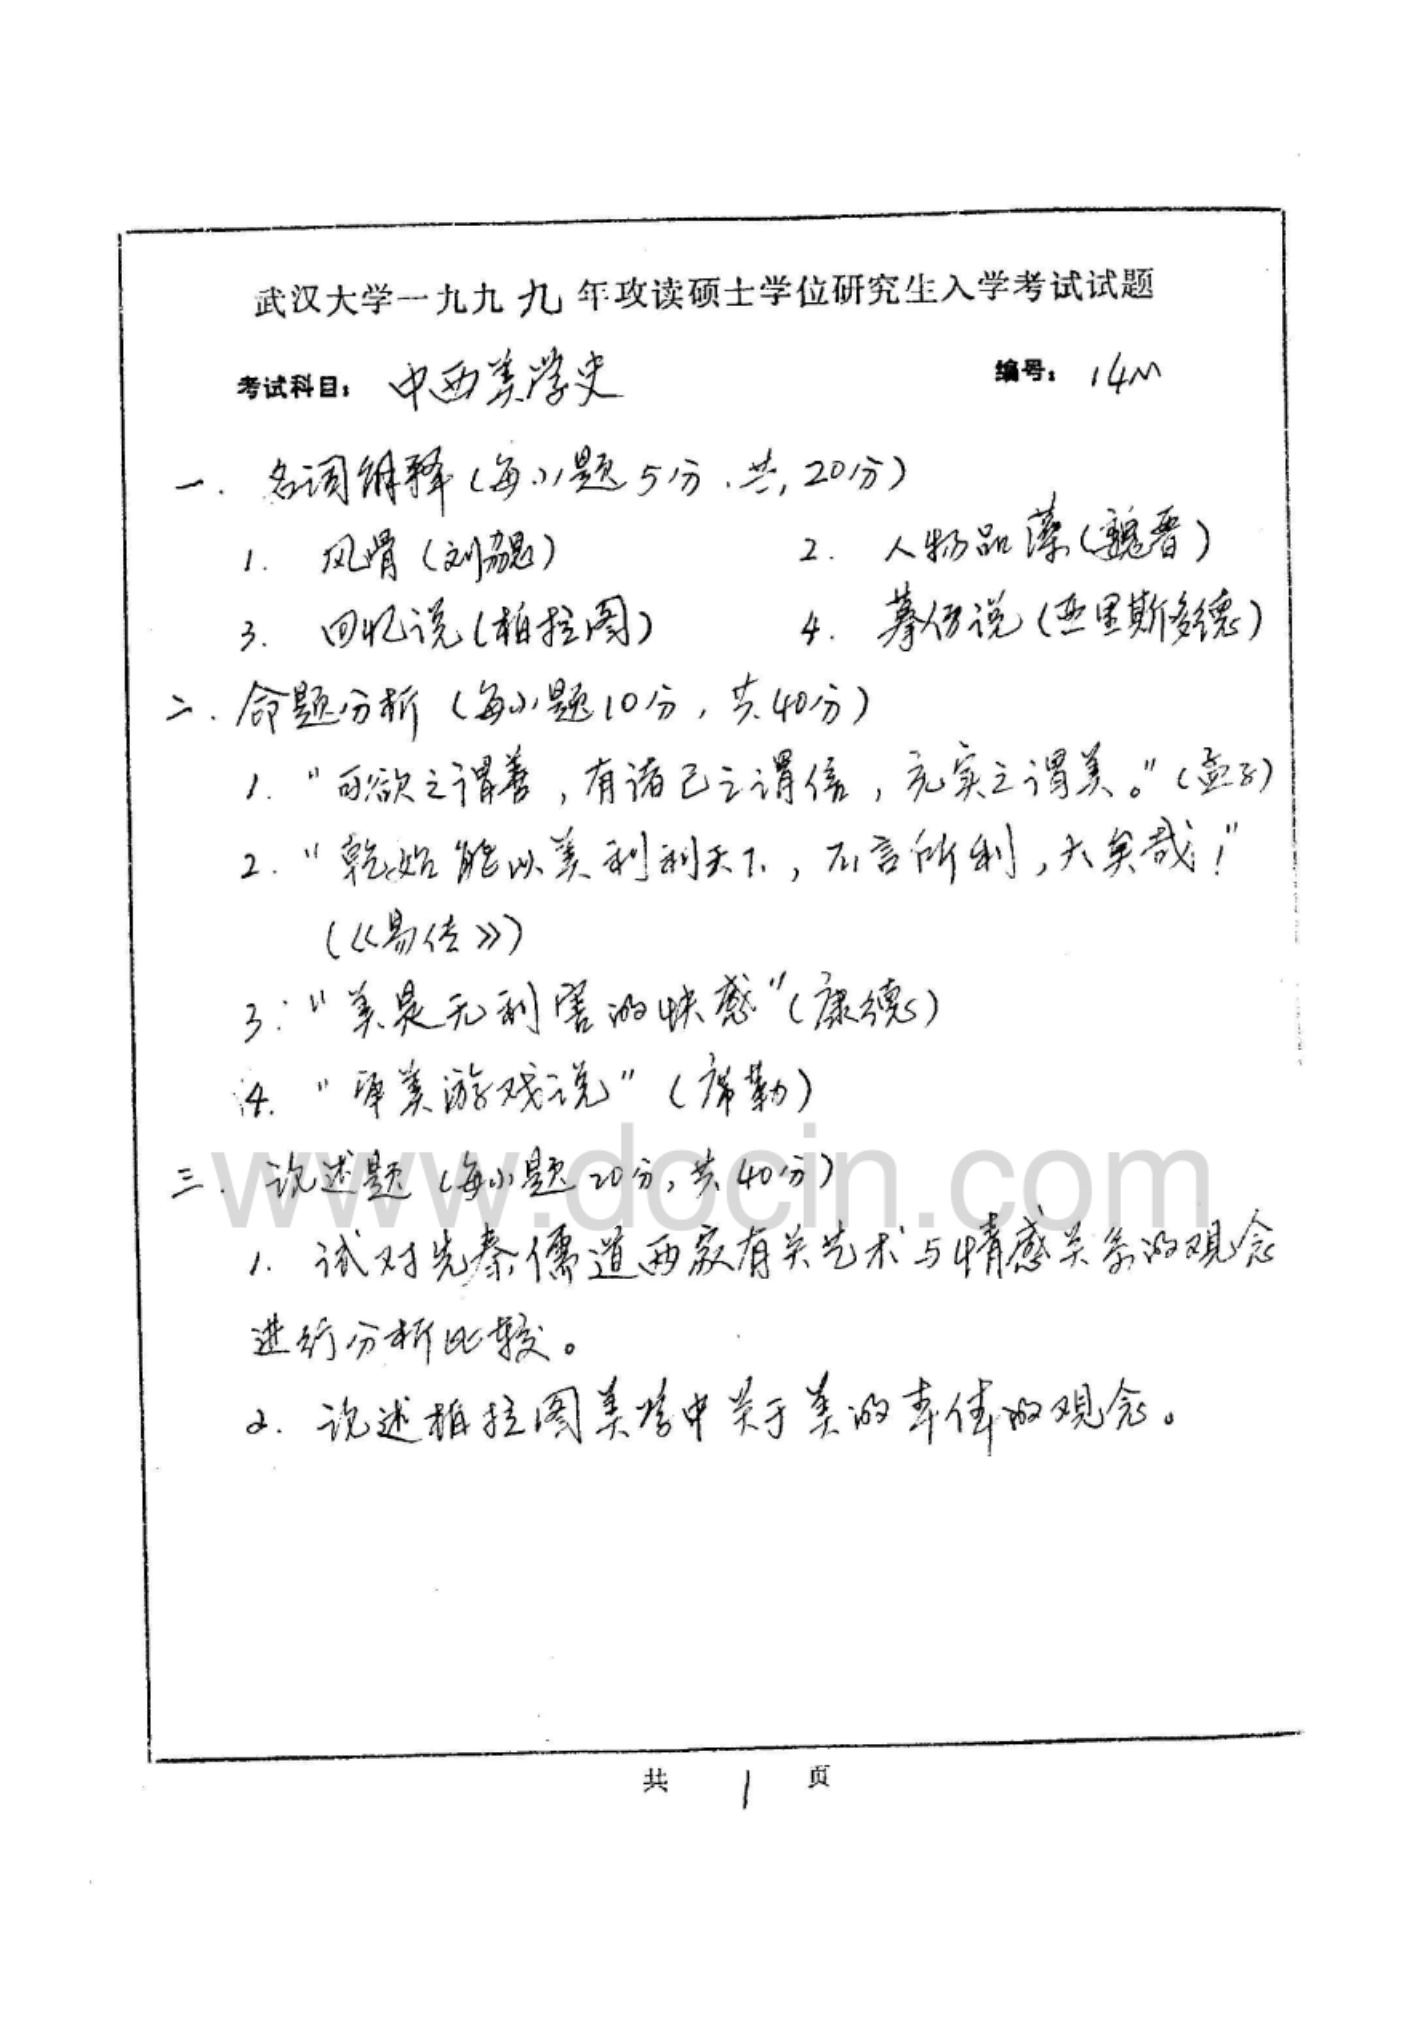 武汉大学一九九九年攻读硕士学位研究生入学考试试题
考试科目: 中西美学史 编号: 14M
一. 名词解释(每小题5分.共20分)
1. 风骨(刘勰) 2. 人物品藻(魏晋)
3. 回忆说(柏拉图) 4. 摹仿说(亚里斯多德)
二. 命题分析(每小题10分,共40分)
1. "可欲之谓善,有诸己之谓信,充实之谓美。"(孟子)
2. "乾始能以美利利天下,不言所利,大矣哉!"
(《易传》)
3. "美是无利害的快感"(康德)
4. "审美游戏说"(席勒)
三. 论述题(每小题20分,共40分)
1. 试对先秦儒道两家有关艺术与情感关系的观念
进行分析比较。
2. 论述柏拉图美学中关于美的本体的观念。
共 1 页
www.docin.com